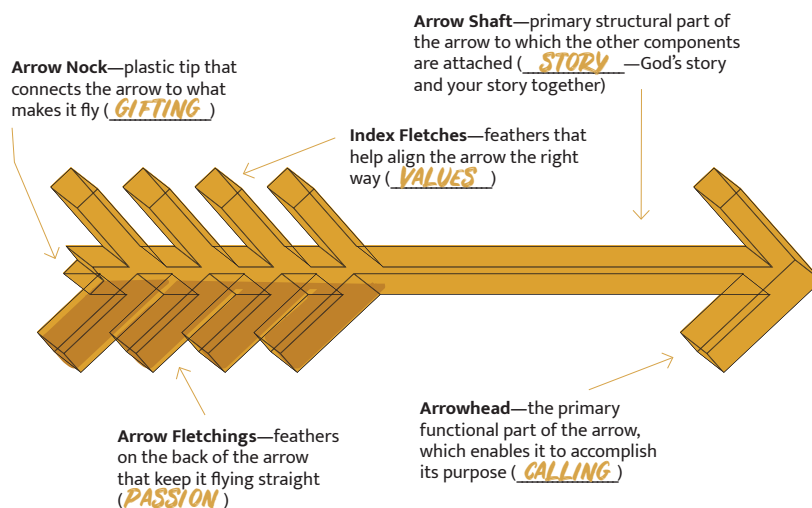 Arrow Shaft—primary structural part of
the arrow to which the other components
are attached (STORY—God's story
and your story together)
Arrow Nock—plastic tip that
connects the arrow to what
makes it fly (GIFTING)
Index Fletches—feathers that
help align the arrow the right
way (VALUES)
Arrow Fletchings—feathers
on the back of the arrow
that keep it flying straight
(PASSION)
Arrowhead—the primary
functional part of the arrow,
which enables it to accomplish
its purpose (CALLING)